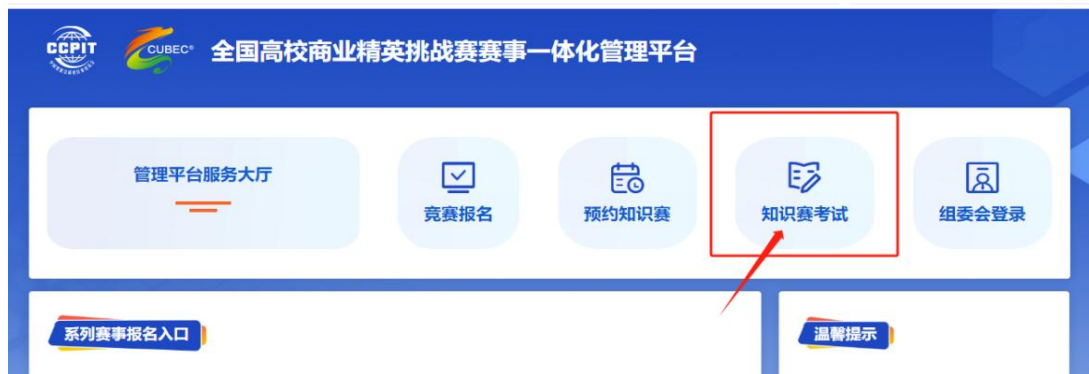 CCPIT
CUBEC®
全国高校商业精英挑战赛赛事一体化管理平台
管理平台服务大厅
竞赛报名
预约知识赛
知识赛考试
组委会登录
系列赛事报名入口
温馨提示